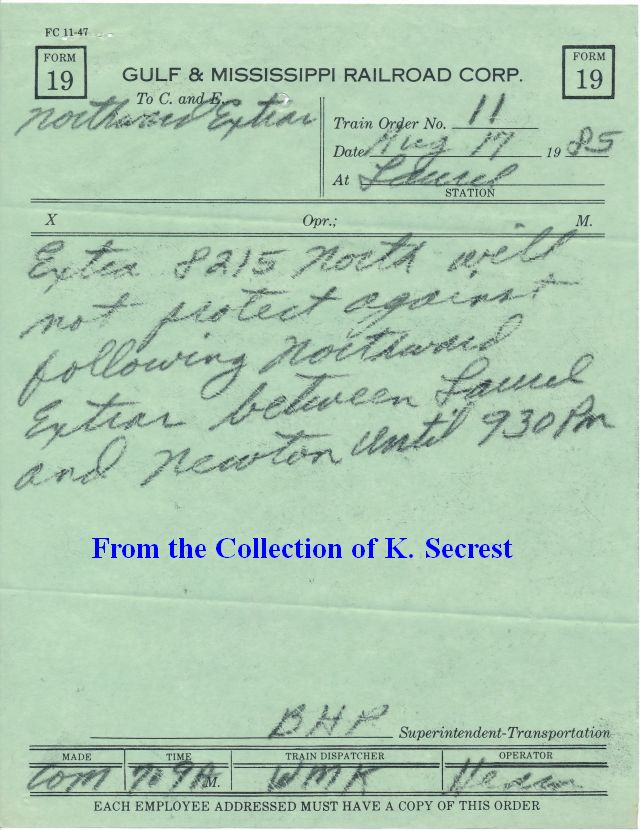 FC 11-47
FORM 19
FORM 19
GULF & MISSISSIPPI RAILROAD CORP.
To C. and E.
Northward Extras
Train Order No. 11
Date Aug 17 1985
At Laurel
STATION
X Opr.; M.
Extra 8215 North will
not protect against
following Northward
Extras between Laurel
and Newton until 930 Pm
From the Collection of K. Secrest
BHP Superintendent-Transportation
MADE TIME TRAIN DISPATCHER OPERATOR
Com M. WMK
EACH EMPLOYEE ADDRESSED MUST HAVE A COPY OF THIS ORDER